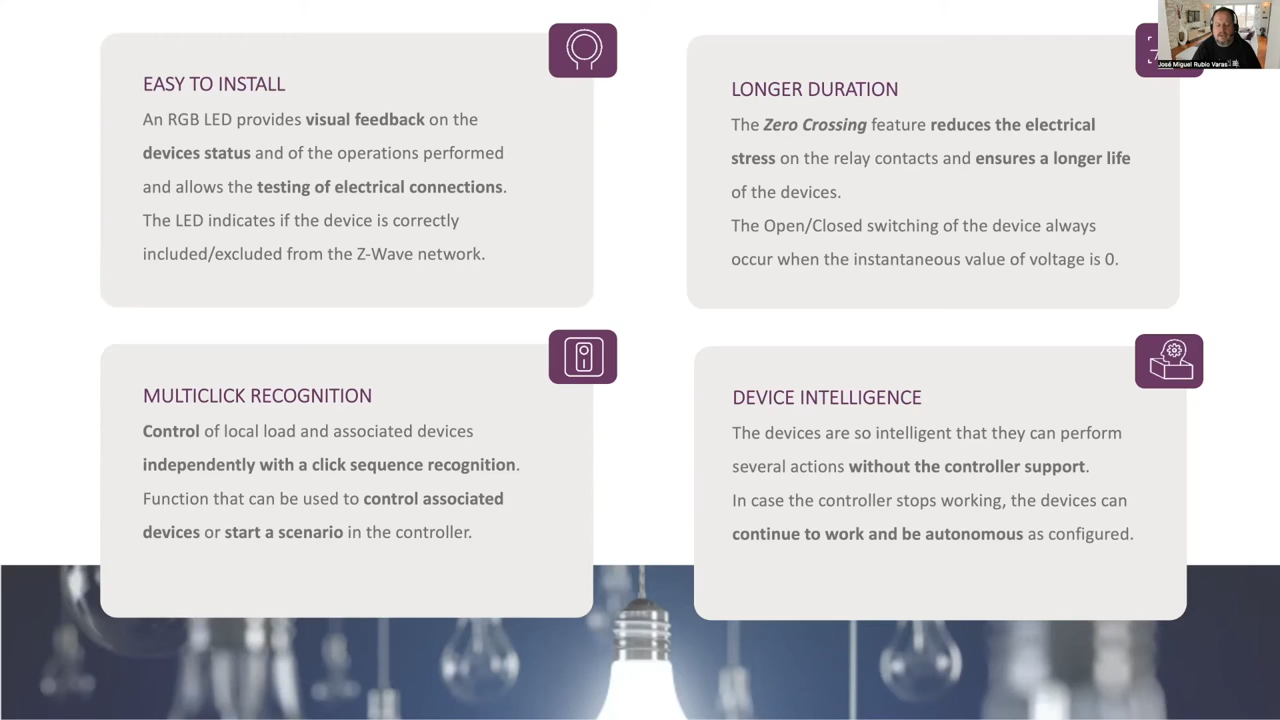 EASY TO INSTALL
An RGB LED provides visual feedback on the
devices status and of the operations performed
and allows the testing of electrical connections.
The LED indicates if the device is correctly
included/excluded from the Z-Wave network.
LONGER DURATION
The Zero Crossing feature reduces the electrical
stress on the relay contacts and ensures a longer life
of the devices.
The Open/Closed switching of the device always
occur when the instantaneous value of voltage is 0.
MULTICLICK RECOGNITION
Control of local load and associated devices
independently with a click sequence recognition.
Function that can be used to control associated
devices or start a scenario in the controller.
DEVICE INTELLIGENCE
The devices are so intelligent that they can perform
several actions without the controller support.
In case the controller stops working, the devices can
continue to work and be autonomous as configured.
José Miguel Rubio Varas